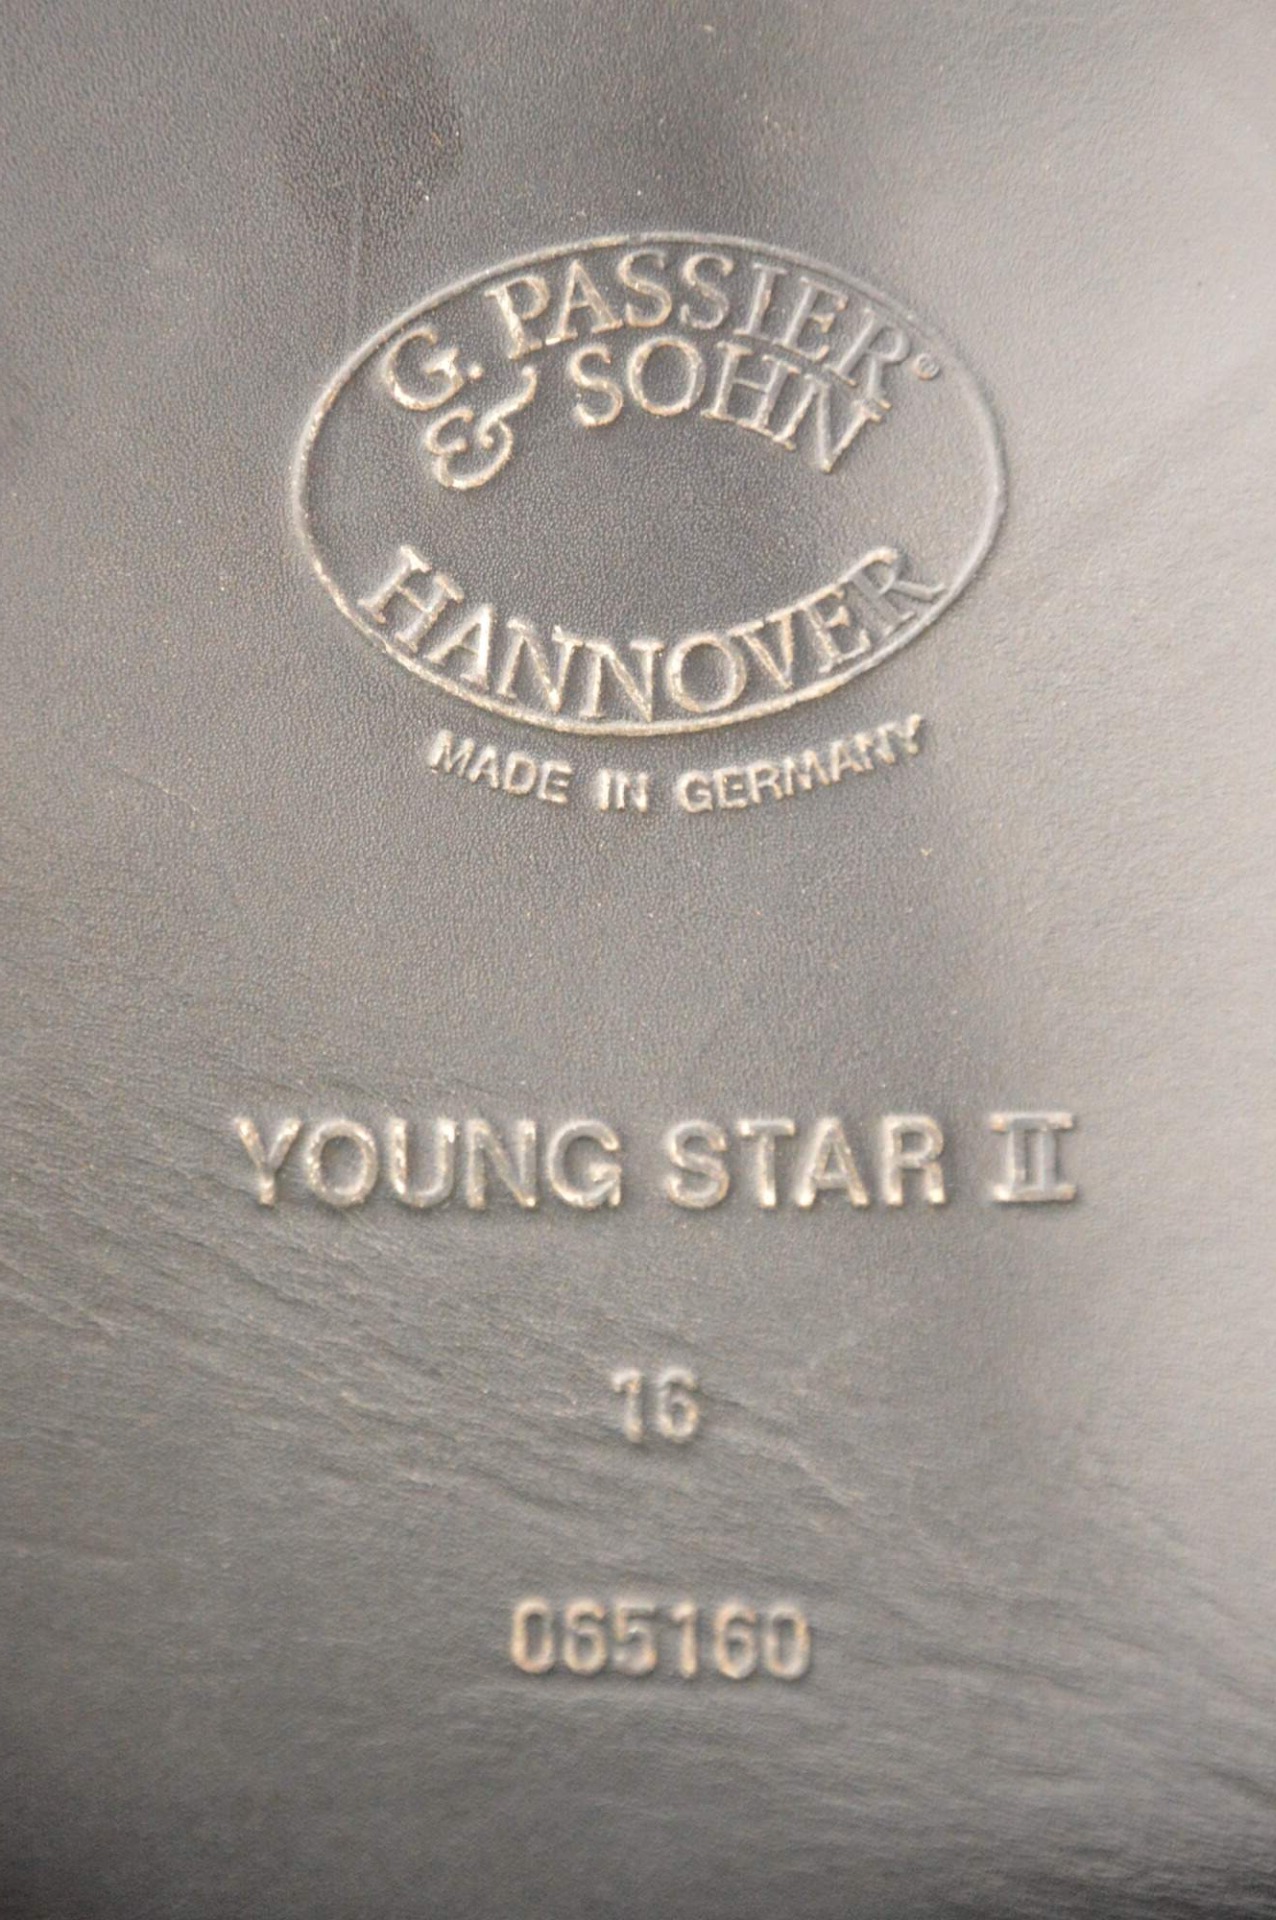 G. PASSIER®
& SOHN
HANNOVER
MADE IN GERMANY
YOUNG STAR II
16
065160